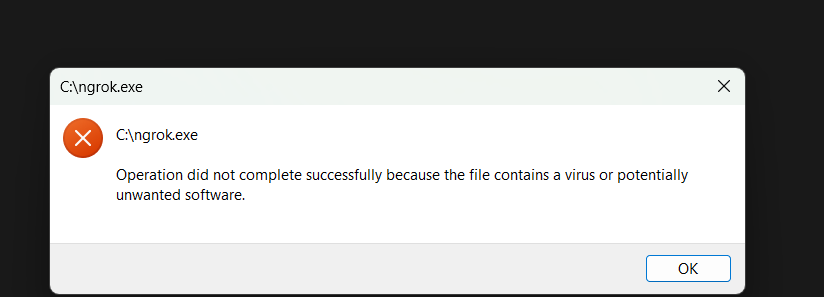 C:\ngrok.exe
C:\ngrok.exe
Operation did not complete successfully because the file contains a virus or potentially
unwanted software.
OK